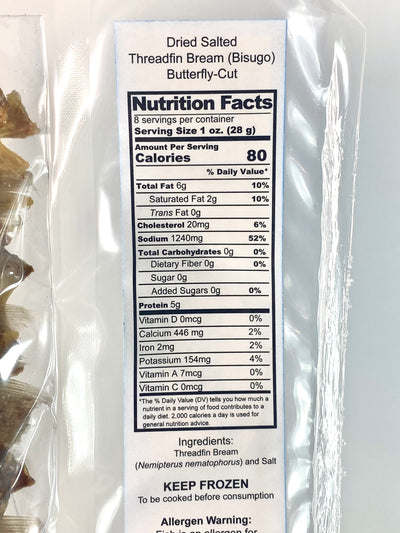 Dried Salted
Threadfin Bream (Bisugo)
Butterfly-Cut
Nutrition Facts
8 servings per container
Serving Size 1 oz. (28 g)
Amount Per Serving
Calories 80
% Daily Value*
Total Fat 6g 10%
Saturated Fat 2g 10%
Trans Fat 0g
Cholesterol 20mg 6%
Sodium 1240mg 52%
Total Carbohydrates 0g 0%
Dietary Fiber 0g 0%
Sugar 0g
Added Sugars 0g 0%
Protein 5g
Vitamin D 0mcg 0%
Calcium 446 mg 2%
Iron 2mg 2%
Potassium 154mg 4%
Vitamin A 7mcg 0%
Vitamin C 0mcg 0%
*The % Daily Value (DV) tells you how much a
nutrient in a serving of food contributes to a
daily diet. 2,000 calories a day is used for
general nutrition advice.
Ingredients:
Threadfin Bream
(Nemipterus nematophorus) and Salt
KEEP FROZEN
To be cooked before consumption
Allergen Warning:
Fish is an allergen for